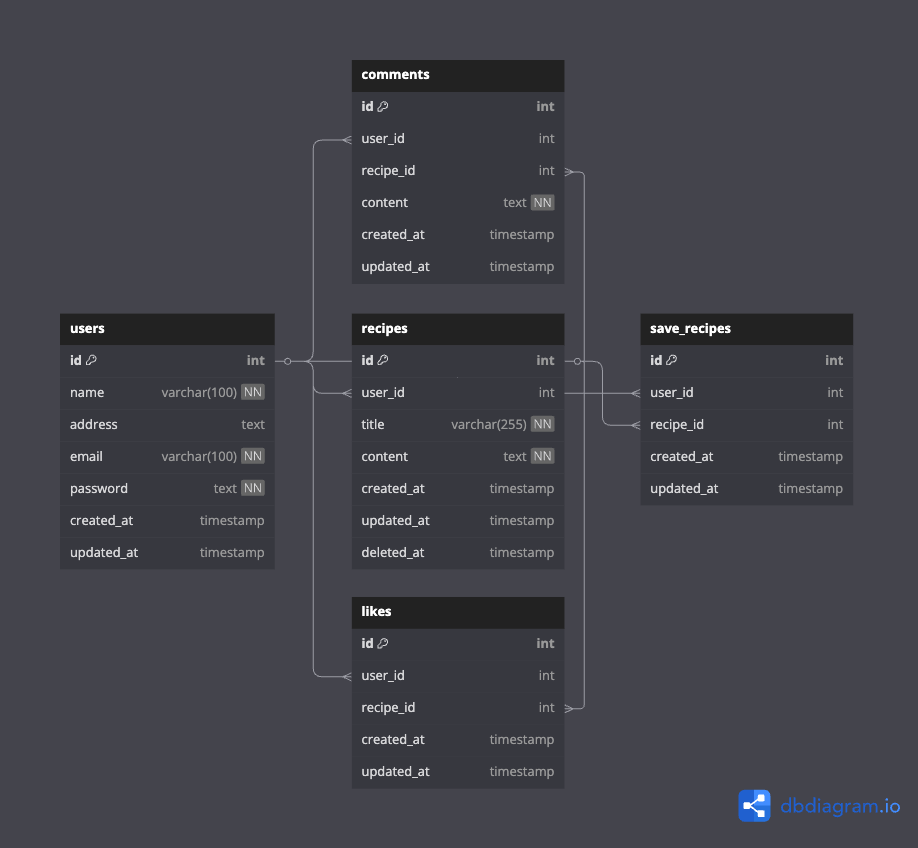 comments
id int
user_id int
recipe_id int
content text NN
created_at timestamp
updated_at timestamp
users
id int
name varchar(100) NN
address text
email varchar(100) NN
password text NN
created_at timestamp
updated_at timestamp
recipes
id int
user_id int
title varchar(255) NN
content text NN
created_at timestamp
updated_at timestamp
deleted_at timestamp
save_recipes
id int
user_id int
recipe_id int
created_at timestamp
updated_at timestamp
likes
id int
user_id int
recipe_id int
created_at timestamp
updated_at timestamp
dbdiagram.io